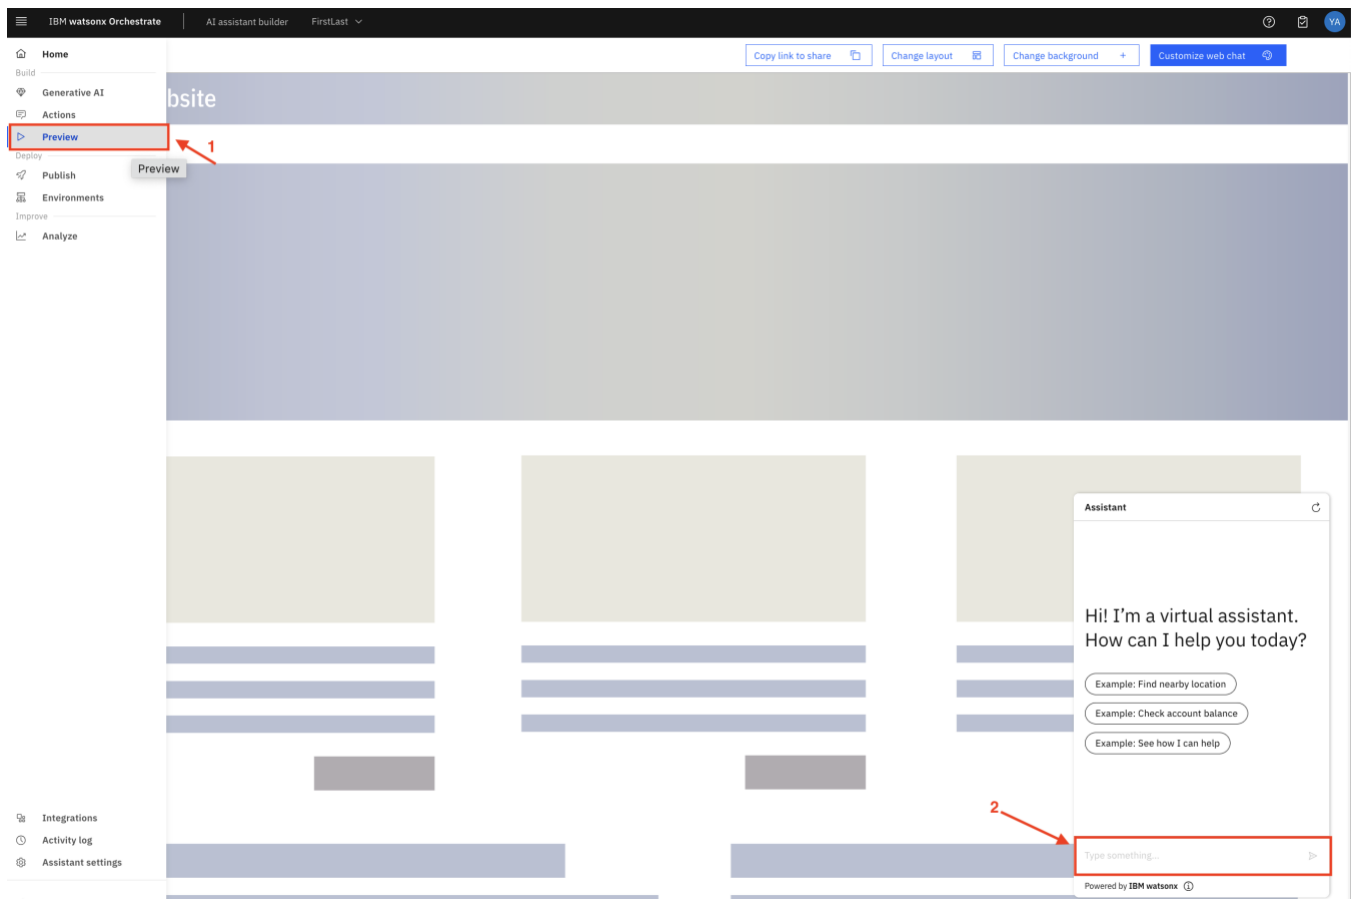 IBM watsonx Orchestrate
AI assistant builder
FirstLast
YA
Home
Build
Generative AI
Actions
Preview
1
Deploy
Preview
Publish
Environments
Improve
Analyze
Integrations
Activity log
Assistant settings
Copy link to share
Change layout
Change background +
Customize web chat
bsite
Assistant
Hi! I'm a virtual assistant.
How can I help you today?
Example: Find nearby location
Example: Check account balance
Example: See how I can help
2
Type something...
Powered by IBM watsonx